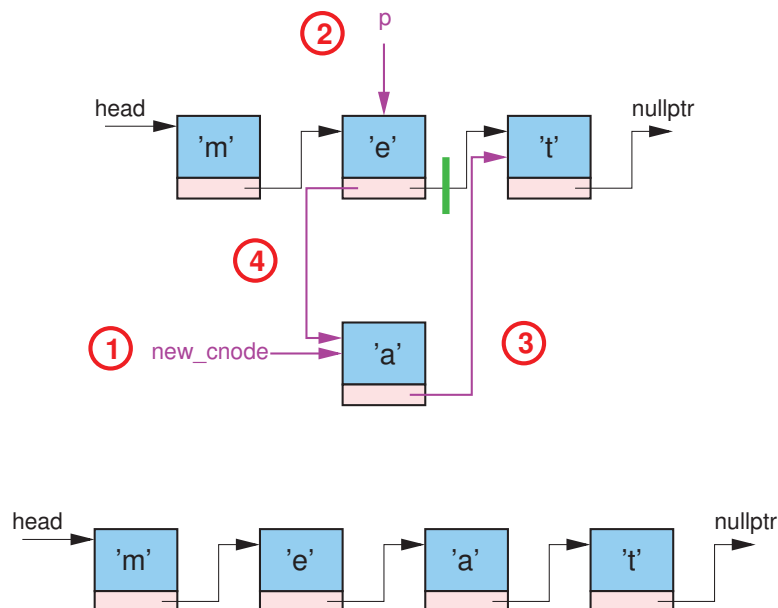 2 p
head nullptr
'm' 'e' 't'
4
1 new_cnode 'a' 3
head nullptr
'm' 'e' 'a' 't'